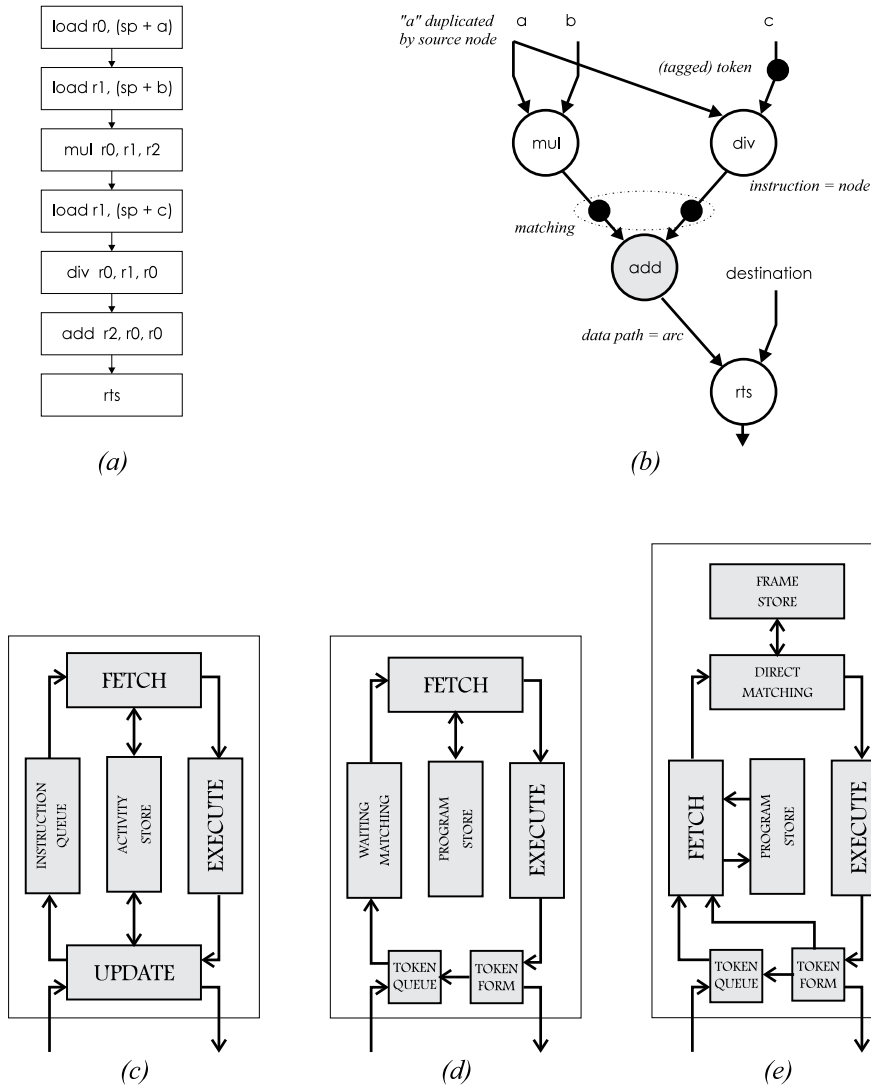 load r0, (sp + a)
load r1, (sp + b)
mul r0, r1, r2
load r1, (sp + c)
div r0, r1, r0
add r2, r0, r0
rts
(a)
"a" duplicated
by source node
a
b
c
(tagged) token
mul
div
instruction = node
matching
add
destination
data path = arc
rts
(b)
FETCH
INSTRUCTION
QUEUE
ACTIVITY
STORE
EXECUTE
UPDATE
(c)
FETCH
WAITING
MATCHING
PROGRAM
STORE
EXECUTE
TOKEN
QUEUE
TOKEN
FORM
(d)
FRAME
STORE
DIRECT
MATCHING
FETCH
PROGRAM
STORE
EXECUTE
TOKEN
QUEUE
TOKEN
FORM
(e)